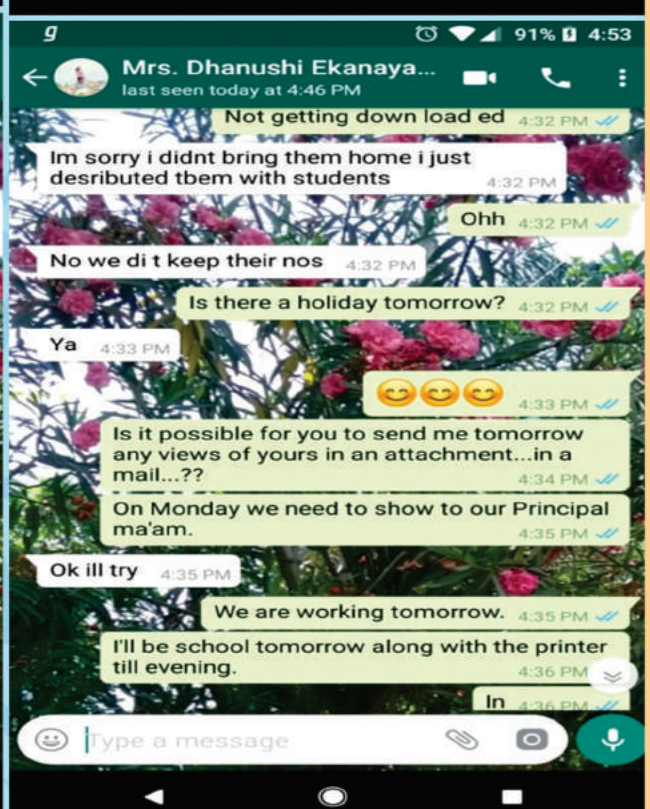 g 91% 4:53
Mrs. Dhanushi Ekanaya...
last seen today at 4:46 PM
Not getting down load ed 4:32 PM
Im sorry i didnt bring them home i just
desributed tbem with students 4:32 PM
Ohh 4:32 PM
No we di t keep their nos 4:32 PM
Is there a holiday tomorrow? 4:32 PM
Ya 4:33 PM
4:33 PM
Is it possible for you to send me tomorrow
any views of yours in an attachment...in a
mail...?? 4:34 PM
On Monday we need to show to our Principal
ma'am. 4:35 PM
Ok ill try 4:35 PM
We are working tomorrow. 4:35 PM
I'll be school tomorrow along with the printer
till evening. 4:36 PM
In 4:36 PM
Type a message